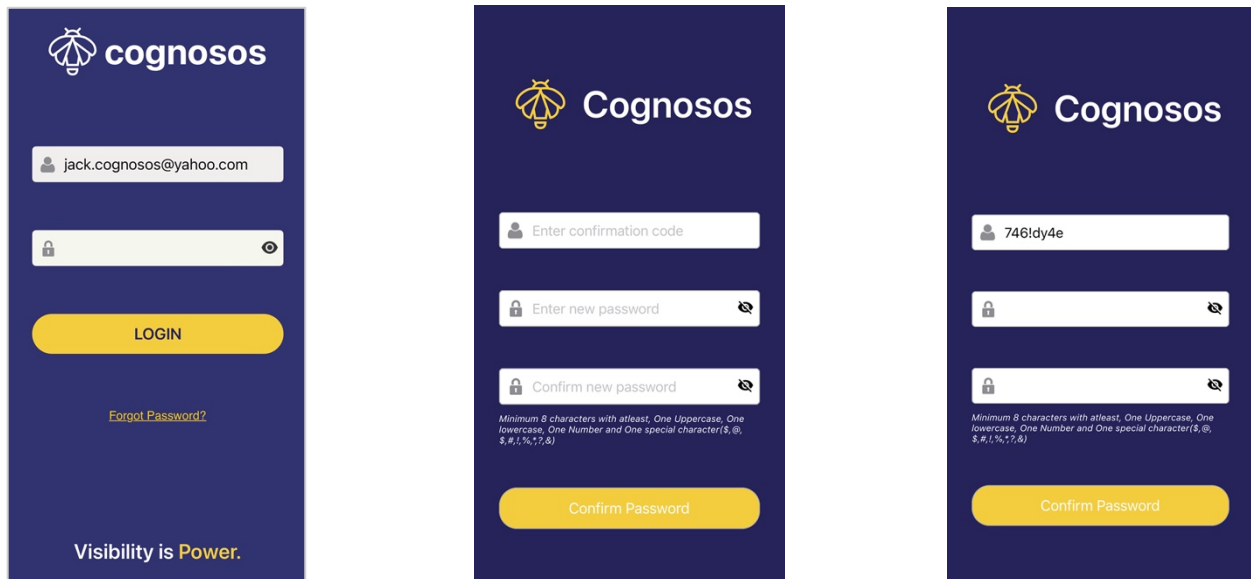 cognosos
jack.cognosos@yahoo.com
LOGIN
Forgot Password?
Visibility is Power.
Cognosos
Enter confirmation code
Enter new password
Confirm new password
Minimum 8 characters with atleast, One Uppercase, One
lowercase, One Number and One special character($,@,
$,#,!,%,*,?,&)
Confirm Password
Cognosos
746!dy4e
Minimum 8 characters with atleast, One Uppercase, One
lowercase, One Number and One special character($,@,
$,#,!,%,*,?,&)
Confirm Password